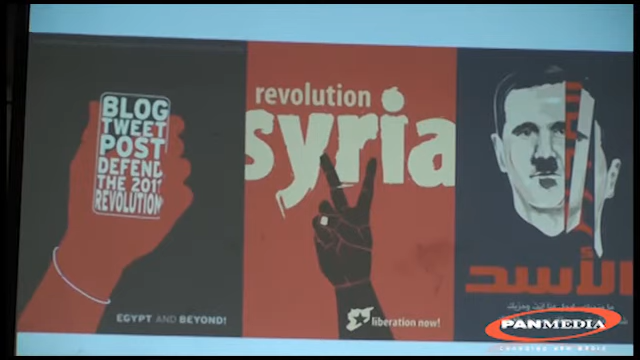 BLOG
TWEET
POST
DEFEND
THE 2011
REVOLUTION
EGYPT AND BEYOND!
revolution
syria
liberation now!
الأسد
PANMEDIA